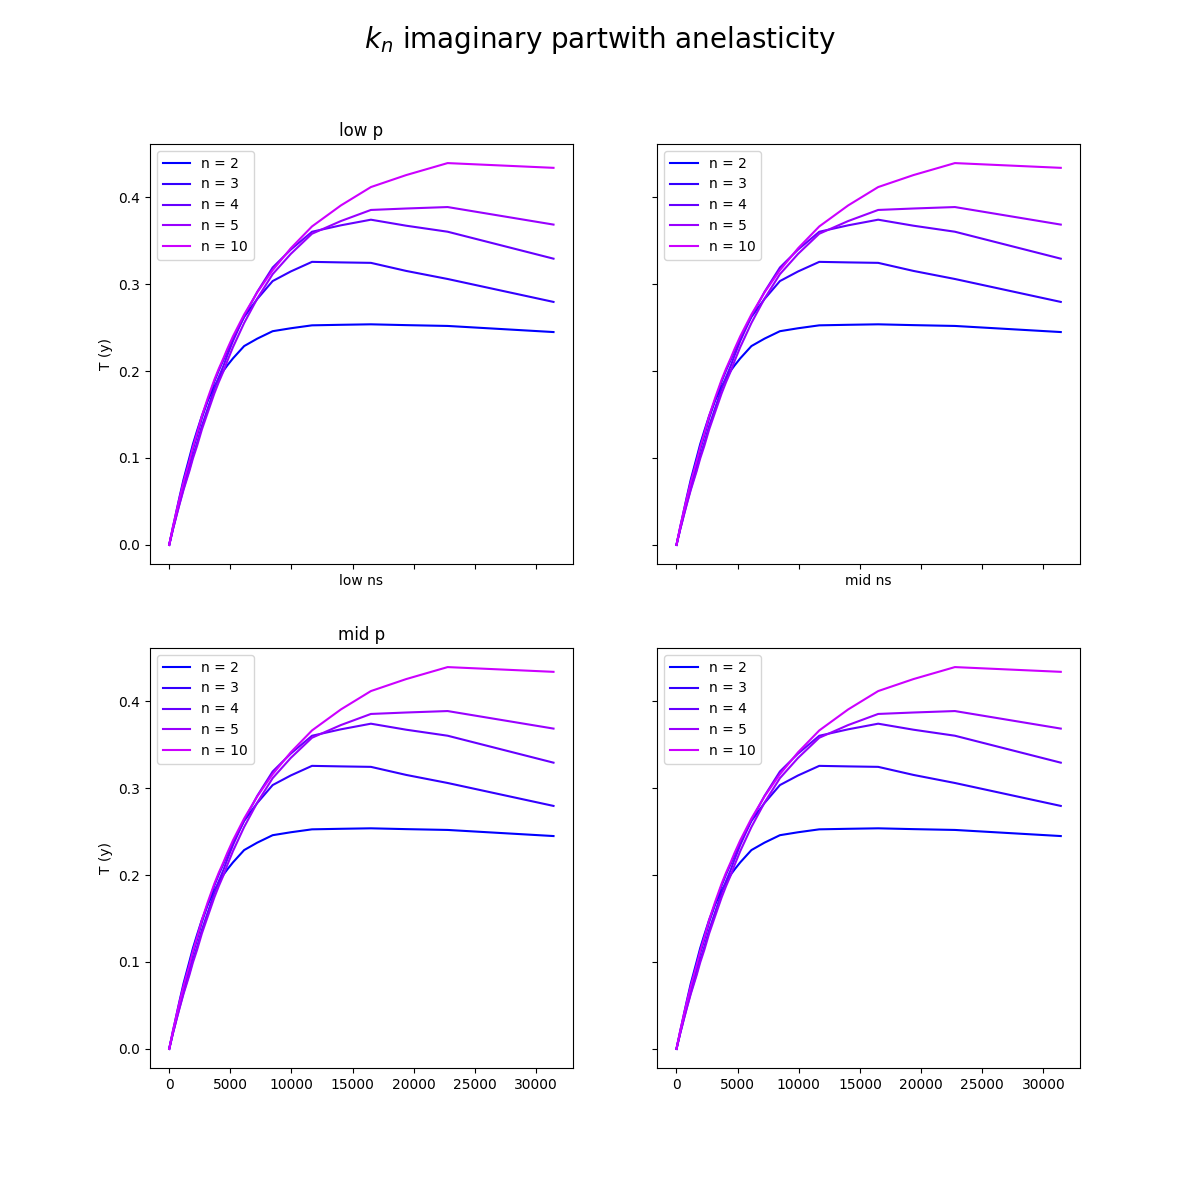 k_n imaginary partwith anelasticity
low p
n = 2
n = 3
n = 4
n = 5
n = 10
n = 2
n = 3
n = 4
n = 5
n = 10
0.4
0.3
0.2
0.1
0.0
T (y)
low ns
mid ns
mid p
n = 2
n = 3
n = 4
n = 5
n = 10
n = 2
n = 3
n = 4
n = 5
n = 10
0.4
0.3
0.2
0.1
0.0
T (y)
0 5000 10000 15000 20000 25000 30000
0 5000 10000 15000 20000 25000 30000